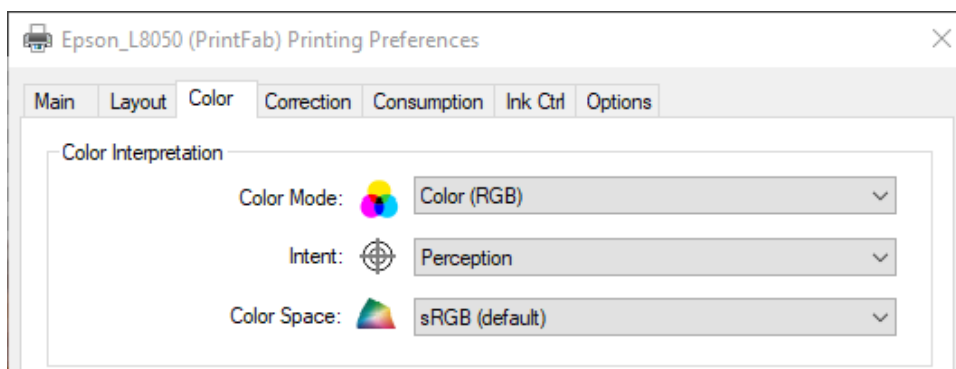 Epson_L8050 (PrintFab) Printing Preferences
Main Layout Color Correction Consumption Ink Ctrl Options
Color Interpretation
Color Mode: Color (RGB)
Intent: Perception
Color Space: sRGB (default)